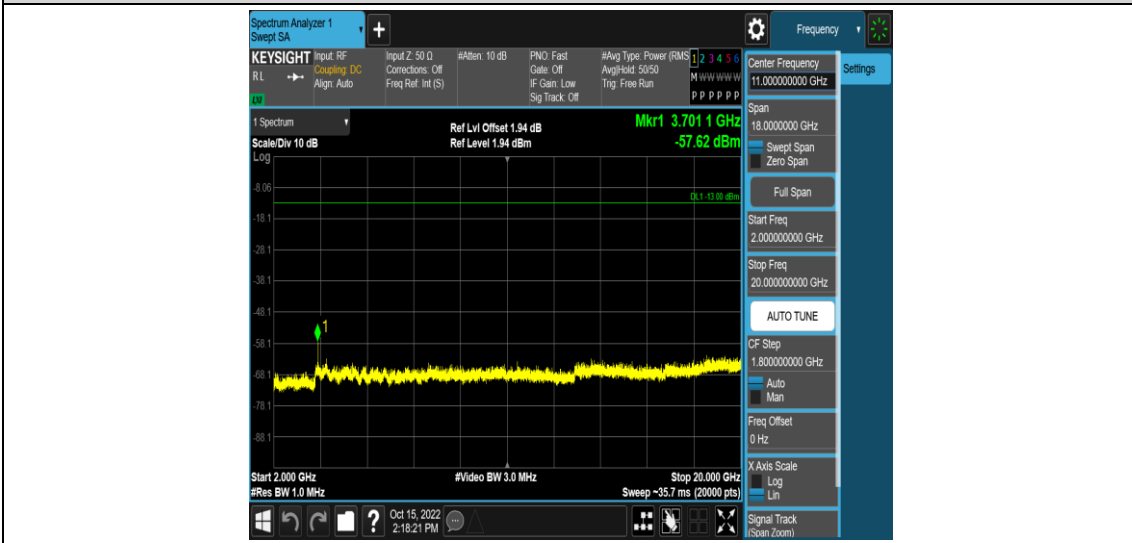 Spectrum Analyzer 1
Swept SA
+
Frequency
KEYSIGHT
RL
LXI
Input: RF
Coupling: DC
Align: Auto
Input Z: 50 Ω
Corrections: Off
Freq Ref: Int (S)
#Atten: 10 dB
PNO: Fast
Gate: Off
IF Gain: Low
Sig Track: Off
#Avg Type: Power (RMS
Avg|Hold: 50/50
Trig: Free Run
1 2 3 4 5 6
M W W W W W
P P P P P P
1 Spectrum
Scale/Div 10 dB
Log
Ref Lvl Offset 1.94 dB
Ref Level 1.94 dBm
Mkr1 3.701 1 GHz
-57.62 dBm
-8.06
DL1 -13.00 dBm
-18.1
-28.1
-38.1
-48.1
1
-58.1
-68.1
-78.1
-88.1
Start 2.000 GHz
#Video BW 3.0 MHz
Stop 20.000 GHz
#Res BW 1.0 MHz
Sweep ~35.7 ms (20000 pts)
?
Oct 15, 2022
2:18:21 PM
Center Frequency
11.000000000 GHz
Settings
Span
18.0000000 GHz
Swept Span
Zero Span
Full Span
Start Freq
2.000000000 GHz
Stop Freq
20.000000000 GHz
AUTO TUNE
CF Step
1.800000000 GHz
Auto
Man
Freq Offset
0 Hz
X Axis Scale
Log
Lin
Signal Track
(Span Zoom)